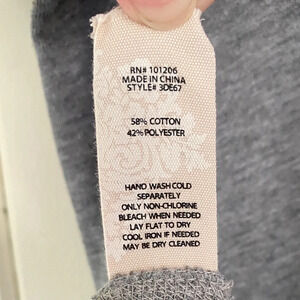 RN# 101206
MADE IN CHINA
STYLE# 3DE67
58% COTTON
42% POLYESTER
HAND WASH COLD
SEPARATELY
ONLY NON-CHLORINE
BLEACH WHEN NEEDED
LAY FLAT TO DRY
COOL IRON IF NEEDED
MAY BE DRY CLEANED